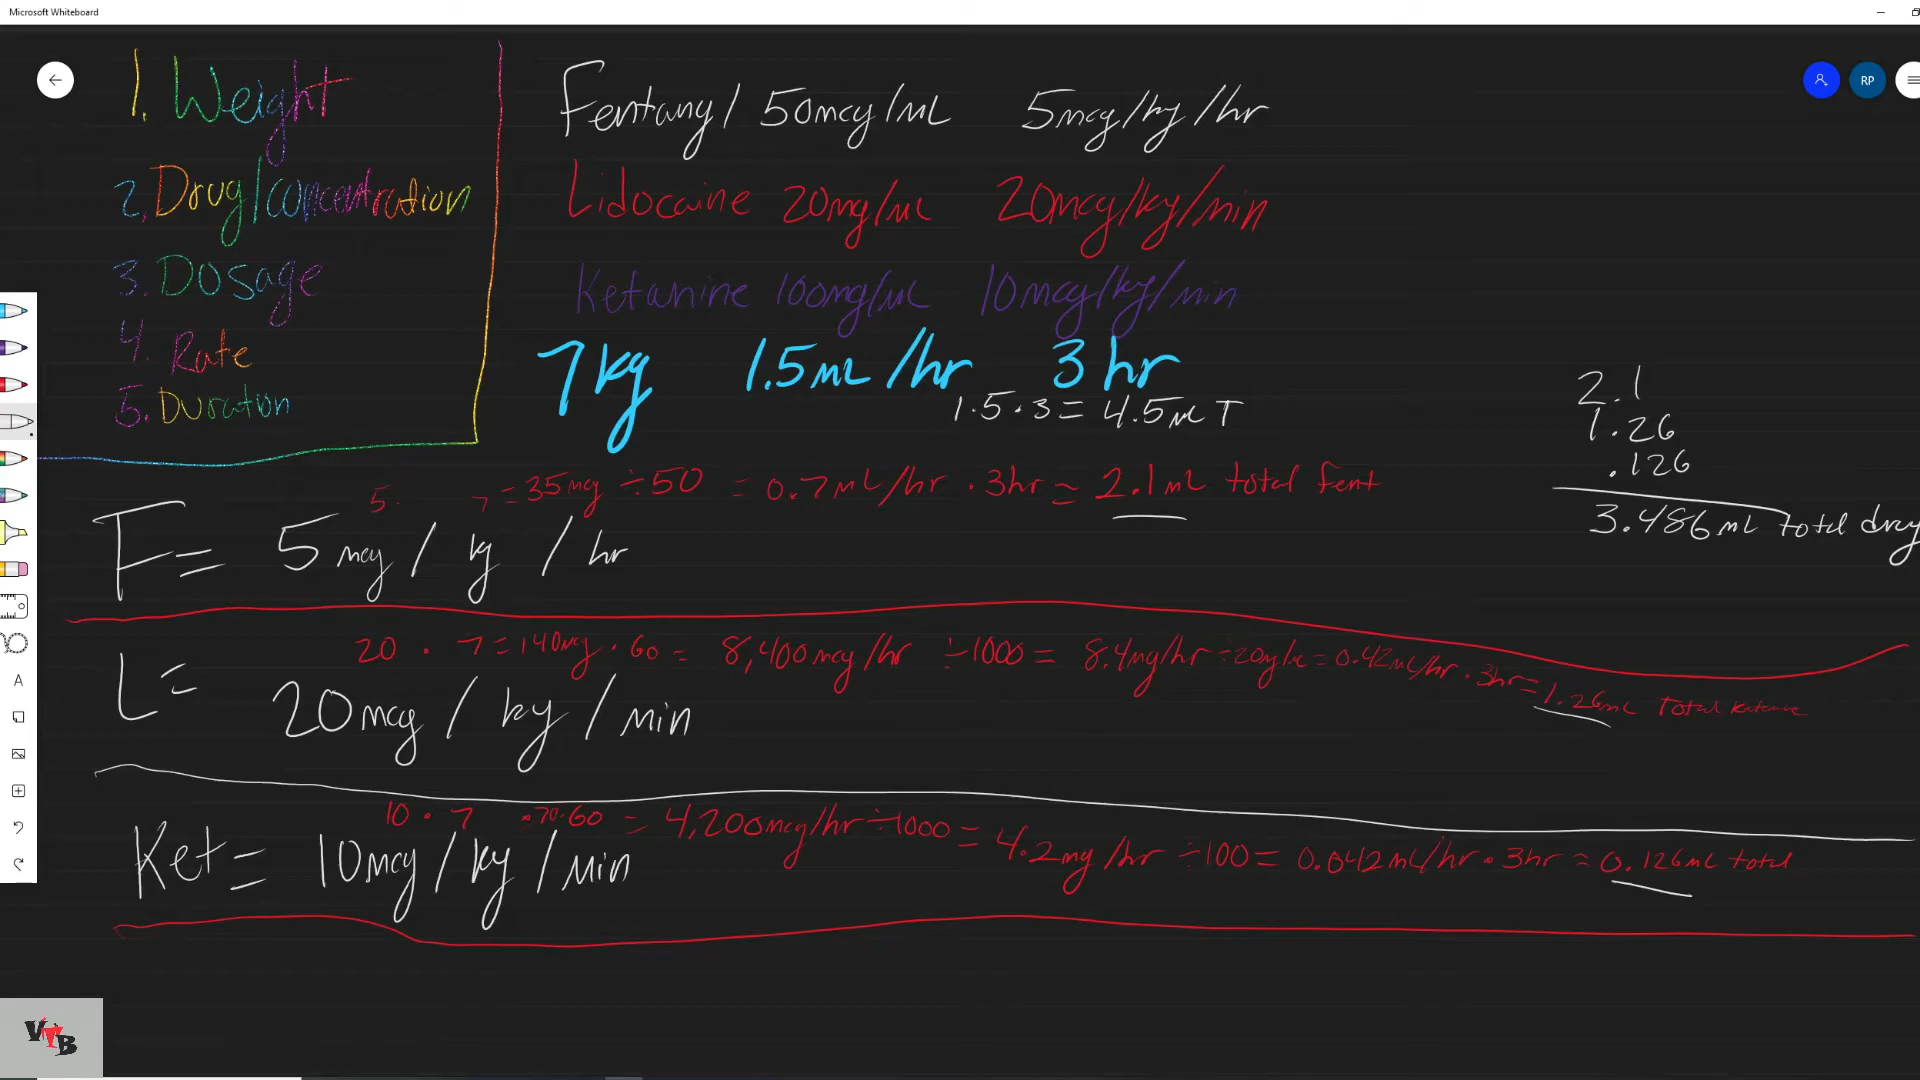 Microsoft Whiteboard
RP
1. Weight
2. Drug/concentration
3. Dosage
4. Rate
5. Duration
Fentanyl 50mcg/mL 5mcg/kg/hr
Lidocaine 20mg/mL 20mcg/kg/min
Ketamine 100mg/mL 10mcg/kg/min
7kg 1.5mL/hr 3hr
1.5·3= 4.5mL T
2.1
1.26
.126
3.486mL total drug
5· 7=35mcg ÷50 = 0.7mL/hr ·3hr = 2.1mL total fent
F= 5mcg / kg / hr
20 · 7=140mcg ·60 = 8,400mcg/hr ÷1000 = 8.4mg/hr ÷20mg/mL=0.42mL/hr ·3hr=1.26mL Total
L= 20mcg / kg / min
10 · 7 =70·60 = 4,200mcg/hr ÷1000 = 4.2mg/hr ÷100 = 0.042mL/hr ·3hr = 0.126mL total
Ket= 10mcg/kg/min
A
VTB